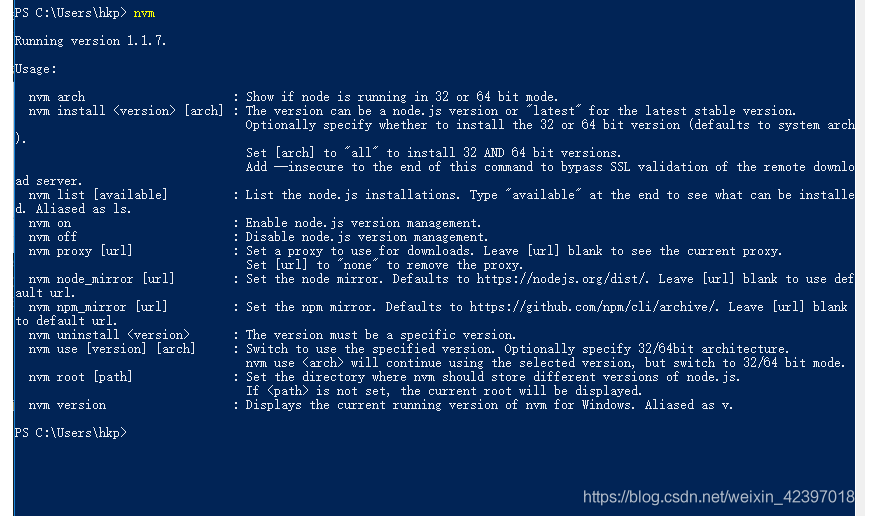 PS C:\Users\hkp> nvm
Running version 1.1.7.
Usage:
nvm arch : Show if node is running in 32 or 64 bit mode.
nvm install <version> [arch] : The version can be a node.js version or "latest" for the latest stable version.
Optionally specify whether to install the 32 or 64 bit version (defaults to system arch
).
Set [arch] to "all" to install 32 AND 64 bit versions.
Add --insecure to the end of this command to bypass SSL validation of the remote downlo
ad server.
nvm list [available] : List the node.js installations. Type "available" at the end to see what can be installe
d. Aliased as ls.
nvm on : Enable node.js version management.
nvm off : Disable node.js version management.
nvm proxy [url] : Set a proxy to use for downloads. Leave [url] blank to see the current proxy.
Set [url] to "none" to remove the proxy.
nvm node_mirror [url] : Set the node mirror. Defaults to https://nodejs.org/dist/. Leave [url] blank to use def
ault url.
nvm npm_mirror [url] : Set the npm mirror. Defaults to https://github.com/npm/cli/archive/. Leave [url] blank
to default url.
nvm uninstall <version> : The version must be a specific version.
nvm use [version] [arch] : Switch to use the specified version. Optionally specify 32/64bit architecture.
nvm use <arch> will continue using the selected version, but switch to 32/64 bit mode.
nvm root [path] : Set the directory where nvm should store different versions of node.js.
If <path> is not set, the current root will be displayed.
nvm version : Displays the current running version of nvm for Windows. Aliased as v.
PS C:\Users\hkp>
https://blog.csdn.net/weixin_42397018